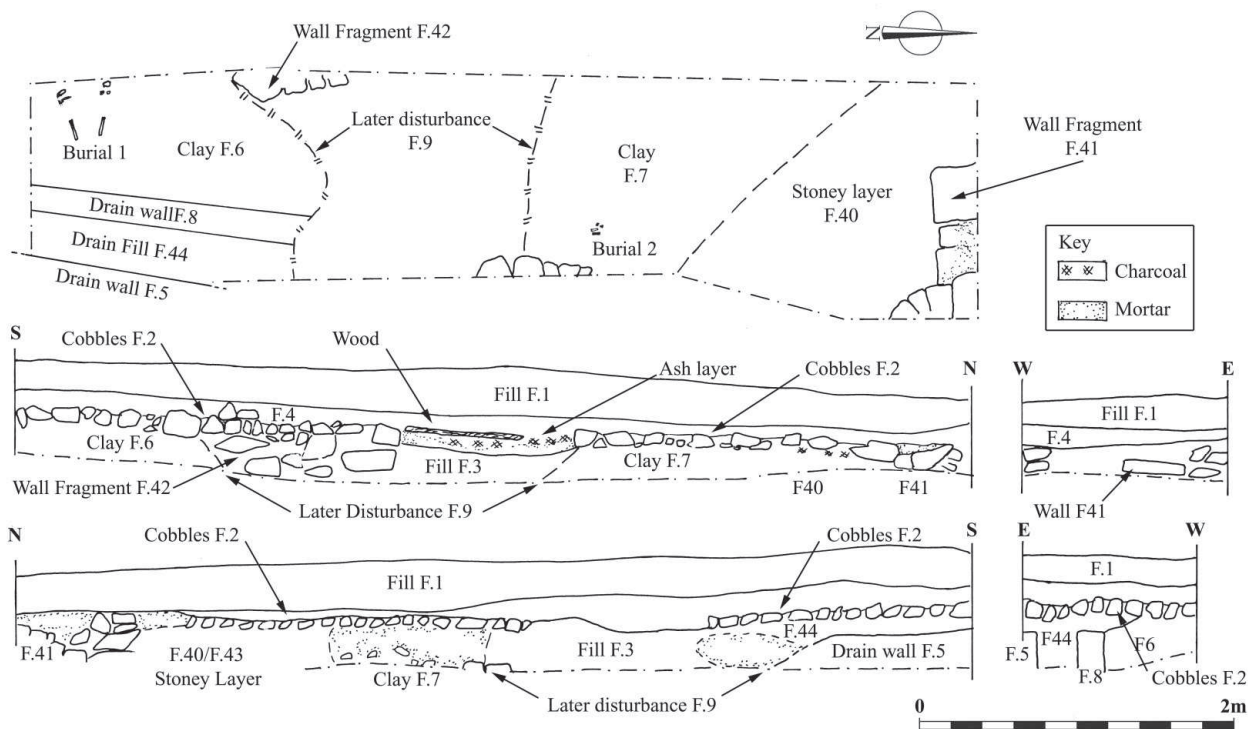 Wall Fragment F.42
N
Later disturbance
F.9
Wall Fragment
F.41
Burial 1
Clay F.6
Clay
F.7
Stoney layer
F.40
Drain wallF.8
Drain Fill F.44
Drain wall F.5
Burial 2
Key
Charcoal
Mortar
S
Cobbles F.2
Wood
Ash layer
Cobbles F.2
N
W
E
Fill F.1
Fill F.1
F.4
F.4
Clay F.6
Fill F.3
Clay F.7
Wall Fragment F.42
F40
F41
Later Disturbance F.9
Wall F41
N
Cobbles F.2
Cobbles F.2
S
E
W
Fill F.1
F.1
F.44
F.41
F.40/F.43
Stoney Layer
Clay F.7
Fill F.3
Drain wall F.5
F.5
F44
F.8
F6
Cobbles F.2
Later disturbance F.9
0
2m